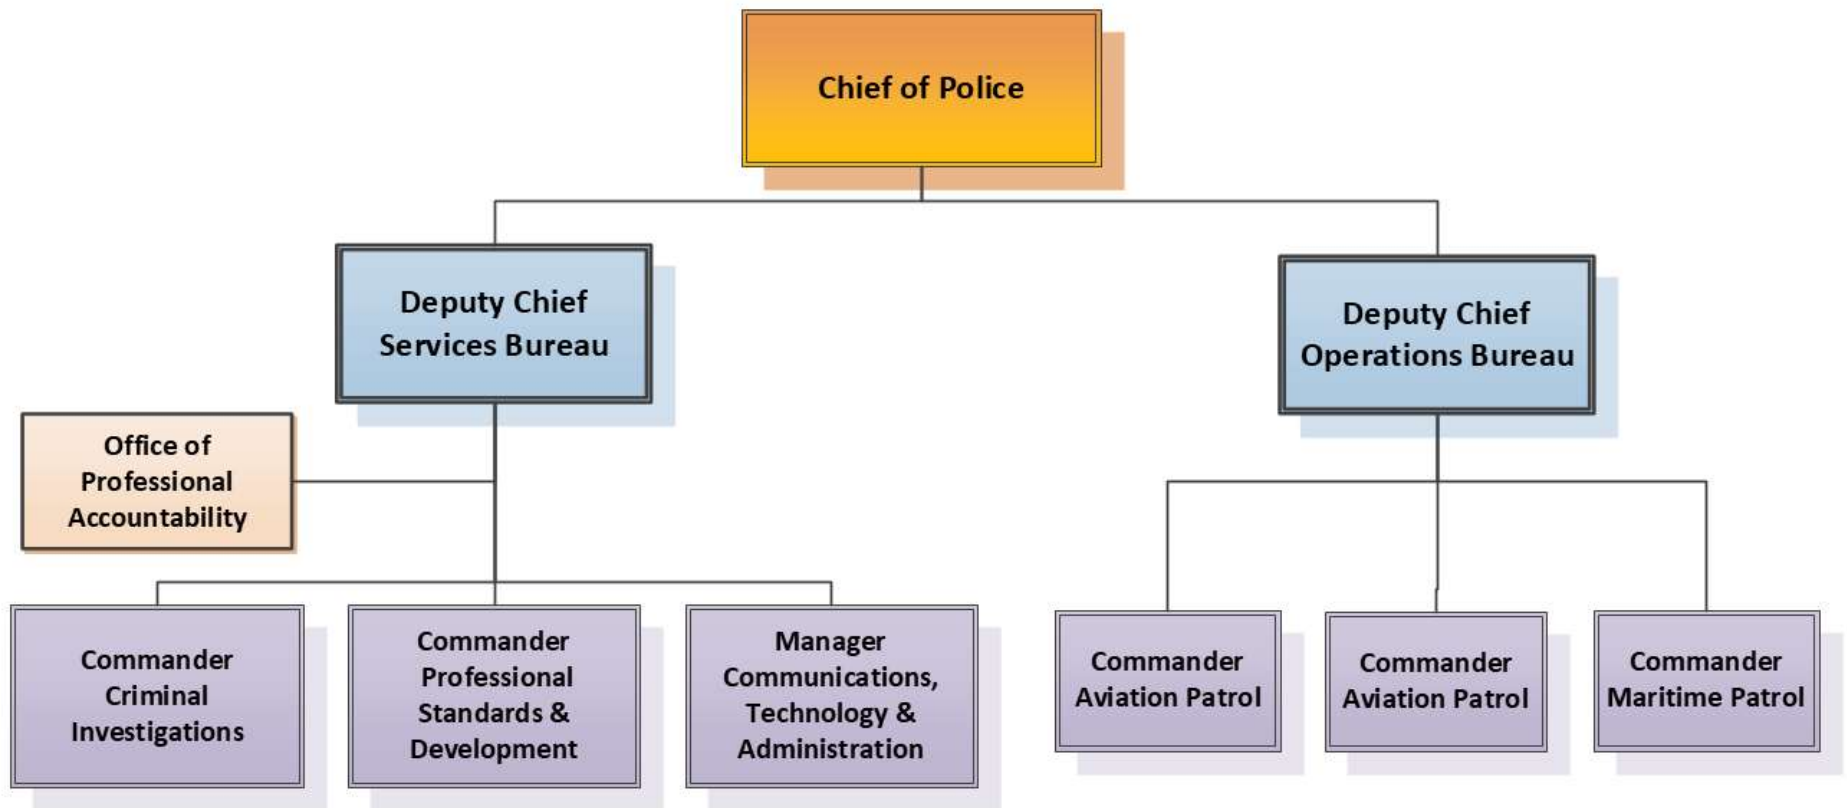 Chief of Police
Deputy Chief
Services Bureau
Deputy Chief
Operations Bureau
Office of
Professional
Accountability
Commander
Criminal
Investigations
Commander
Professional
Standards &
Development
Manager
Communications,
Technology &
Administration
Commander
Aviation Patrol
Commander
Aviation Patrol
Commander
Maritime Patrol